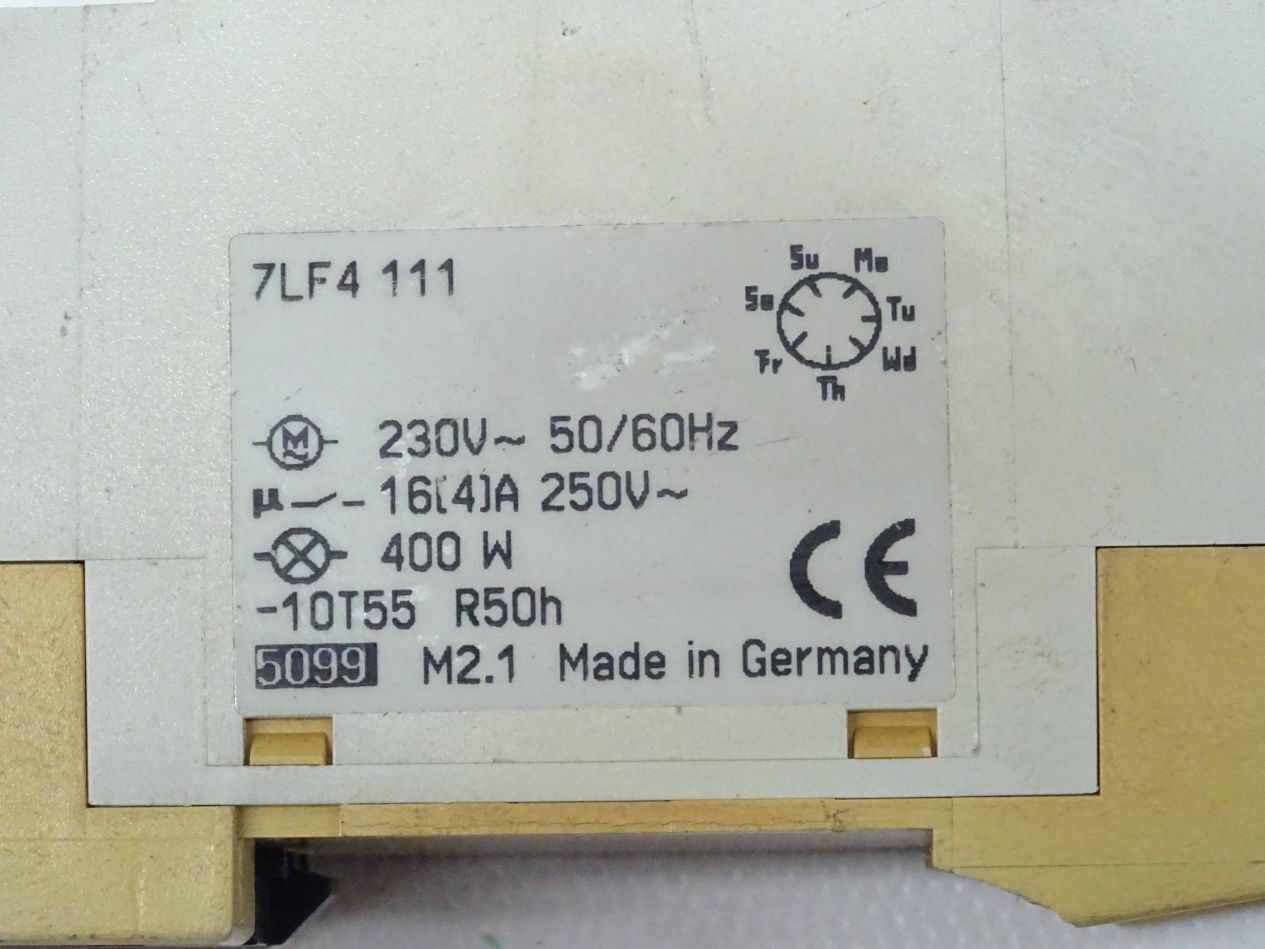 7LF4 111
Su Mo
Sa Tu
Fr Wd
Th
M 230V~ 50/60Hz
µ 16(4)A 250V~
400 W
CE
-10T55 R50h
5099 M2.1 Made in Germany